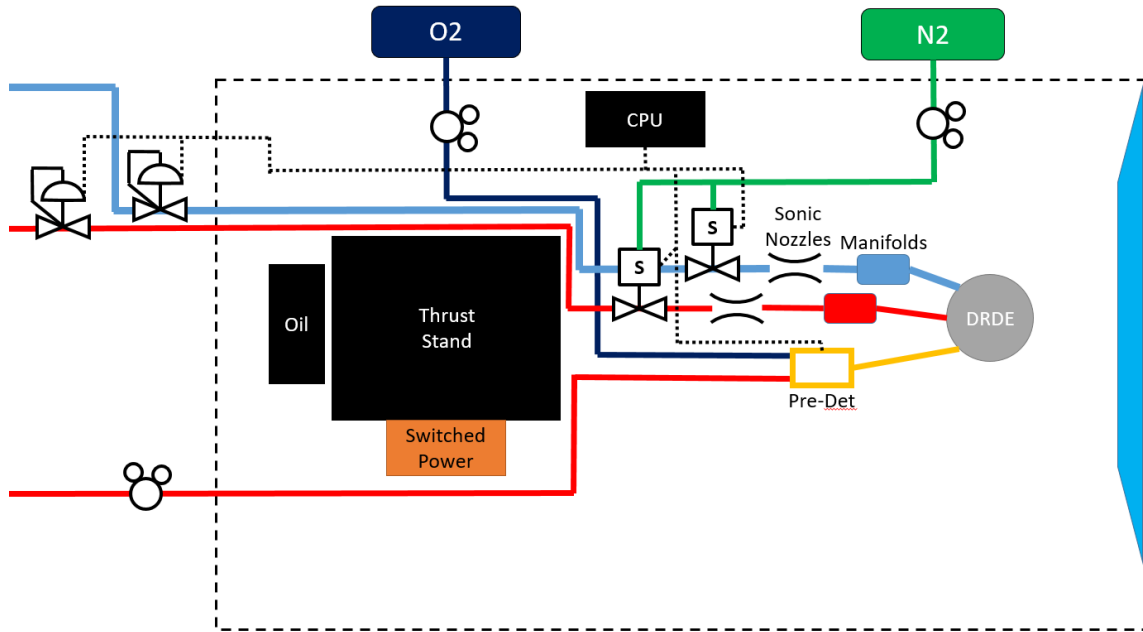 O2
N2
CPU
S
Sonic
Nozzles
Manifolds
S
Oil
Thrust
Stand
DRDE
Pre-Det
Switched
Power